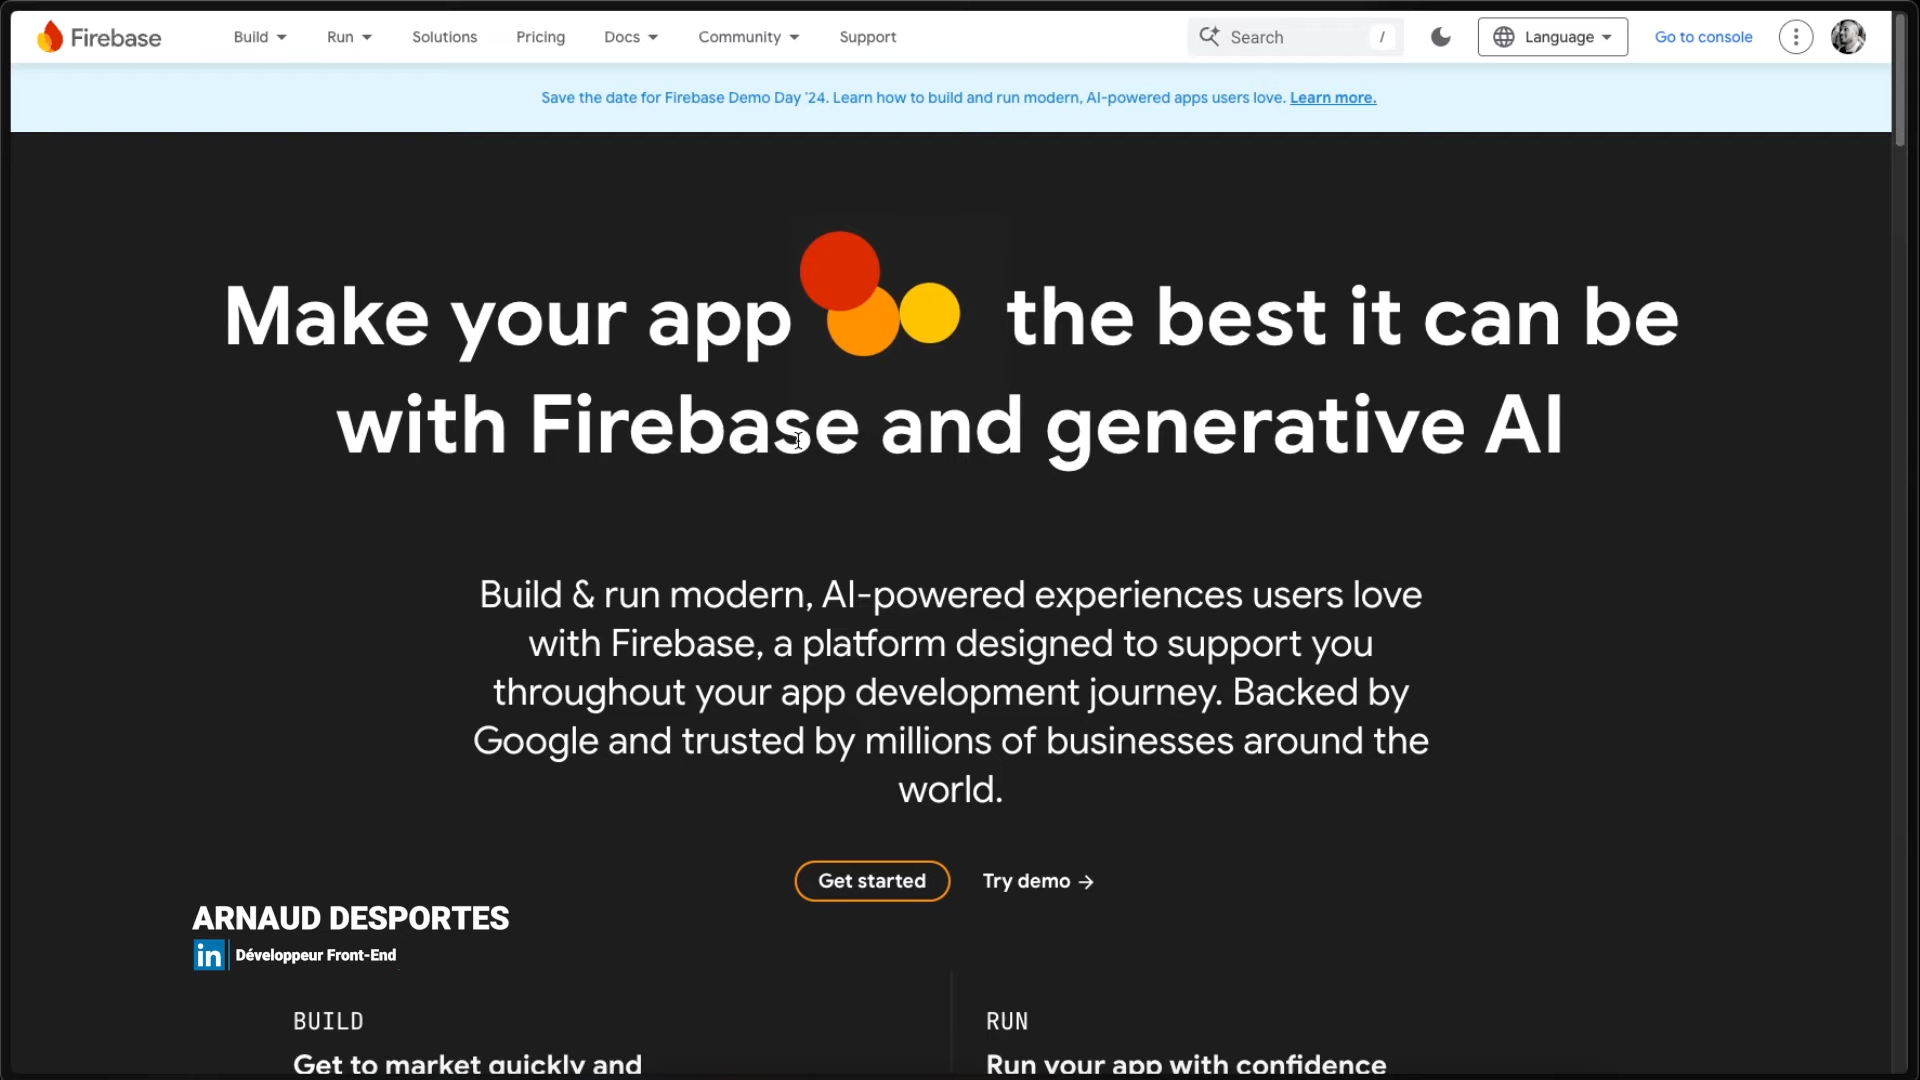 Firebase
Build
Run
Solutions
Pricing
Docs
Community
Support
Search
/
Language
Go to console
Save the date for Firebase Demo Day '24. Learn how to build and run modern, AI-powered apps users love. Learn more.
Make your app the best it can be
with Firebase and generative AI
Build & run modern, AI-powered experiences users love
with Firebase, a platform designed to support you
throughout your app development journey. Backed by
Google and trusted by millions of businesses around the
world.
Get started
Try demo →
ARNAUD DESPORTES
in Développeur Front-End
BUILD
Get to market quickly and
RUN
Run your app with confidence